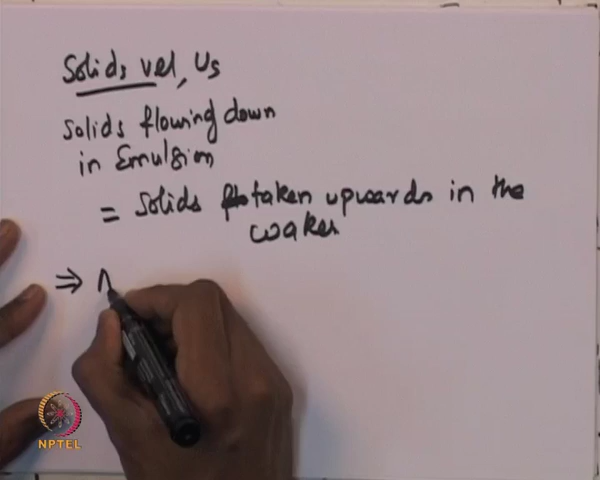 Solids vel, Us
solids flowing down
in Emulsion
= Solids taken upwards in the
wakes
⇒
NPTEL